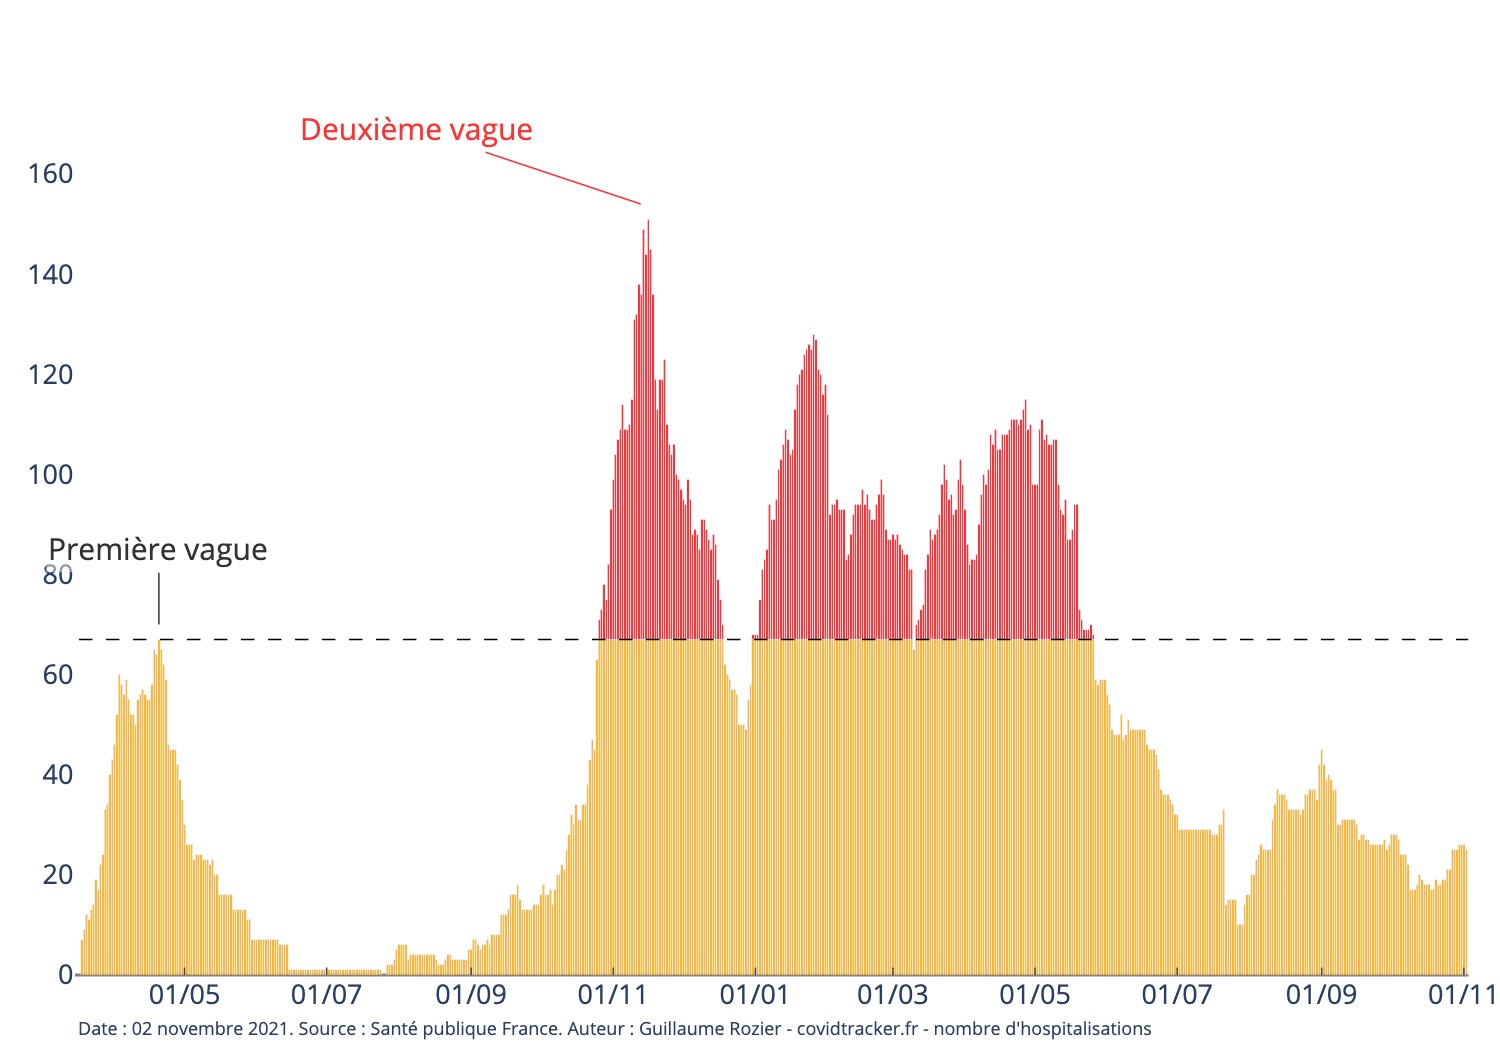 Deuxième vague
160
140
120
100
Première vague
80
60
40
20
0
01/05 01/07 01/09 01/11 01/01 01/03 01/05 01/07 01/09 01/11
Date : 02 novembre 2021. Source : Santé publique France. Auteur : Guillaume Rozier - covidtracker.fr - nombre d'hospitalisations